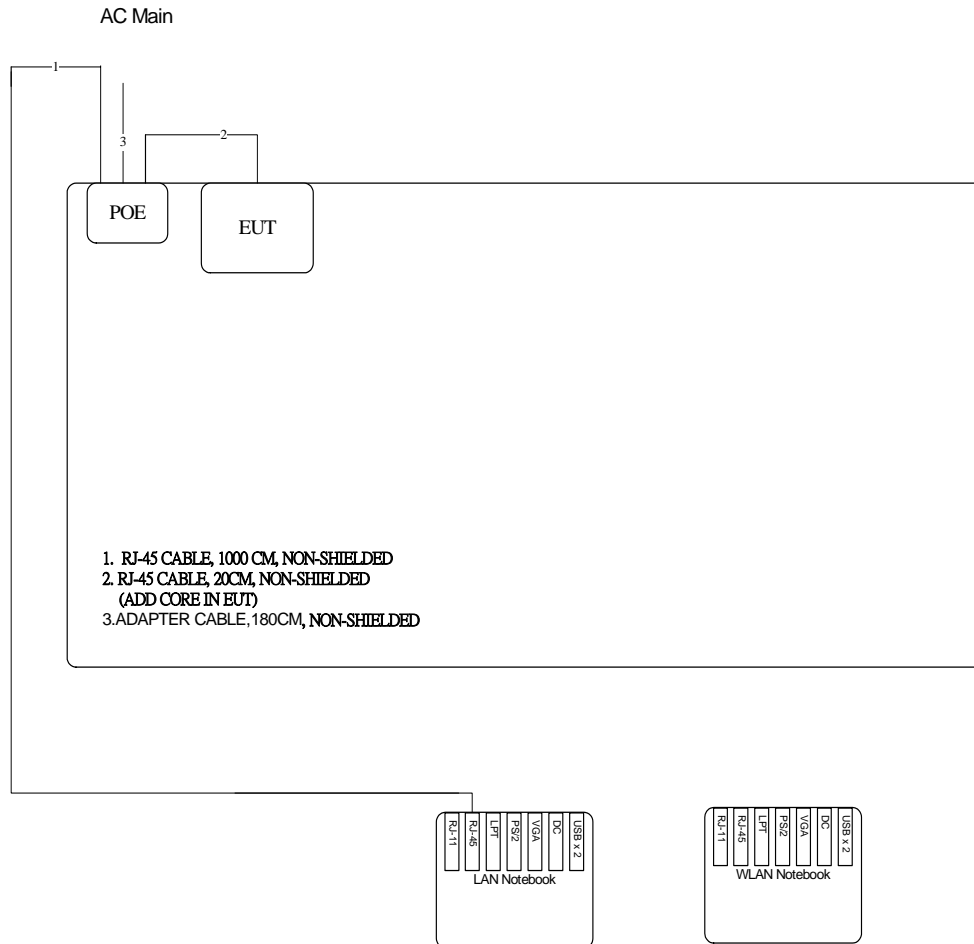 AC Main
1
3
2
POE
EUT
1. RJ-45 CABLE, 1000 CM, NON-SHIELDED
2. RJ-45 CABLE, 20CM, NON-SHIELDED
(ADD CORE IN EUT)
3.ADAPTER CABLE,180CM, NON-SHIELDED
RJ-11
RJ-45
LPT
PS/2
VGA
DC
USB x 2
LAN Notebook
RJ-11
RJ-45
LPT
PS/2
VGA
DC
USB x 2
WLAN Notebook